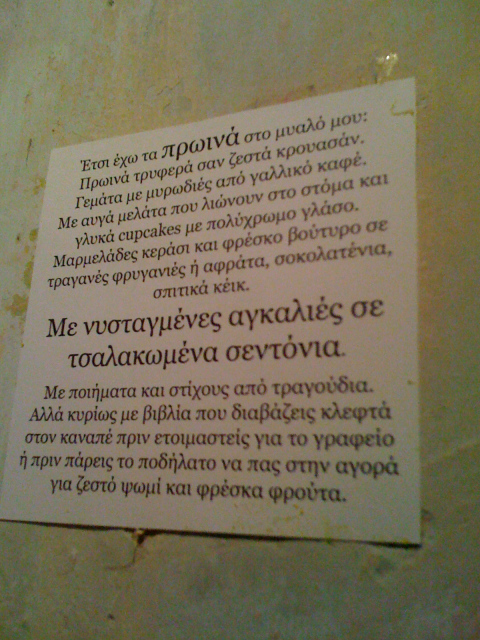 Έτσι έχω τα πρωινά στο μυαλό μου:
Πρωινά τρυφερά σαν ζεστά κρουασάν.
Γεμάτα με μυρωδιές από γαλλικό καφέ.
Με αυγά μελάτα που λιώνουν στο στόμα και
γλυκά cupcakes με πολύχρωμο γλάσο.
Μαρμελάδες κεράσι και φρέσκο βούτυρο σε
τραγανές φρυγανιές ή αφράτα, σοκολατένια,
σπιτικά κέικ.
Με νυσταγμένες αγκαλιές σε
τσαλακωμένα σεντόνια.
Με ποιήματα και στίχους από τραγούδια.
Αλλά κυρίως με βιβλία που διαβάζεις κλεφτά
στον καναπέ πριν ετοιμαστείς για το γραφείο
ή πριν πάρεις το ποδήλατο να πας στην αγορά
για ζεστό ψωμί και φρέσκα φρούτα.